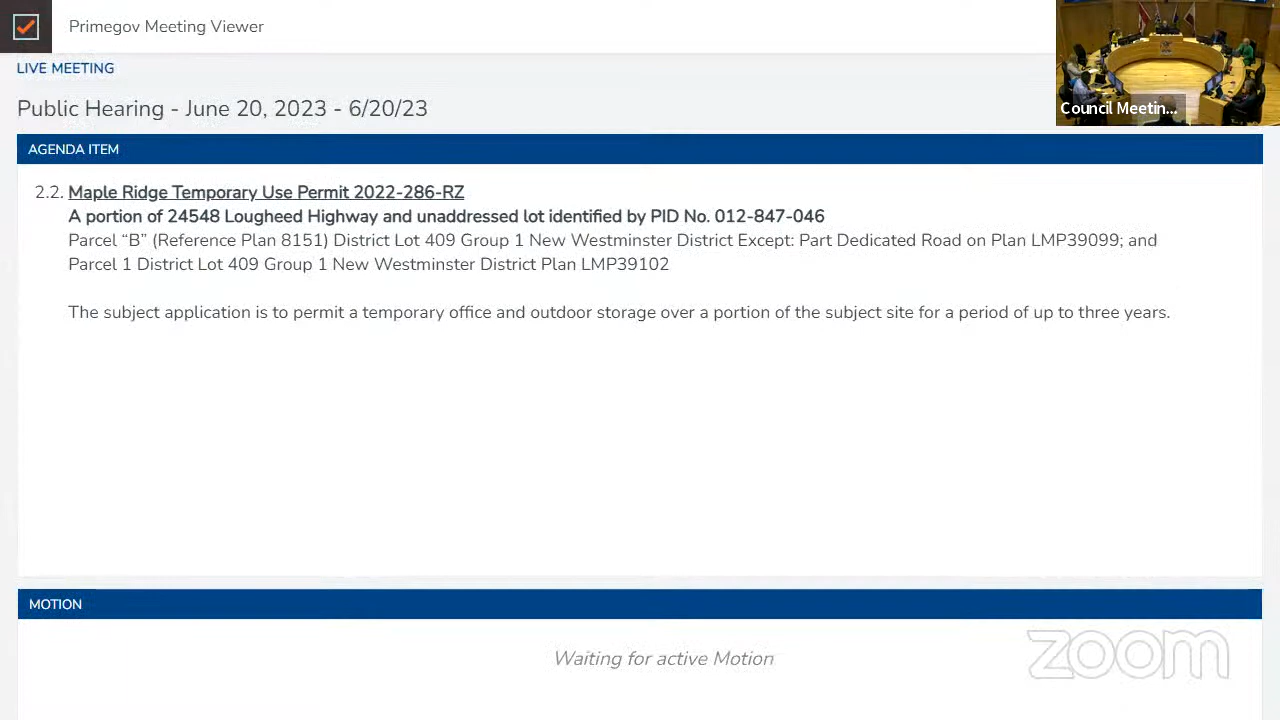 Primegov Meeting Viewer
LIVE MEETING
Council Meetin...
Public Hearing - June 20, 2023 - 6/20/23
AGENDA ITEM
2.2. Maple Ridge Temporary Use Permit 2022-286-RZ
A portion of 24548 Lougheed Highway and unaddressed lot identified by PID No. 012-847-046
Parcel “B” (Reference Plan 8151) District Lot 409 Group 1 New Westminster District Except: Part Dedicated Road on Plan LMP39099; and
Parcel 1 District Lot 409 Group 1 New Westminster District Plan LMP39102
The subject application is to permit a temporary office and outdoor storage over a portion of the subject site for a period of up to three years.
MOTION
Waiting for active Motion
zoom